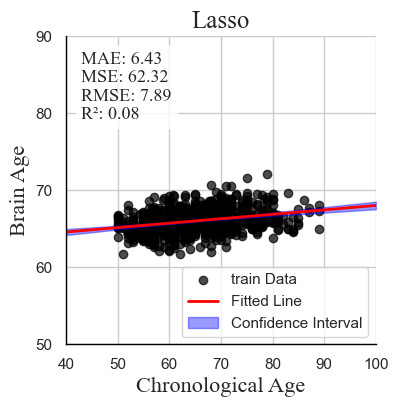 Lasso
MAE: 6.43
MSE: 62.32
RMSE: 7.89
R²: 0.08
90
80
70
60
50
Brain Age
train Data
Fitted Line
Confidence Interval
40 50 60 70 80 90 100
Chronological Age